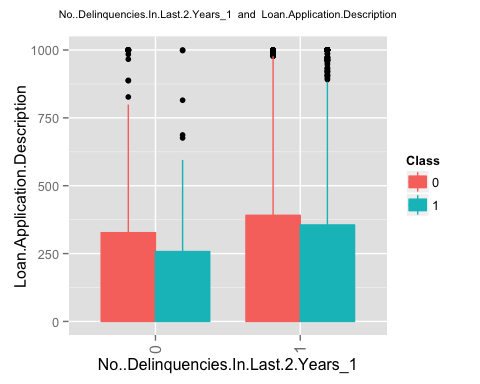 No..Delinquencies.In.Last.2.Years_1 and Loan.Application.Description
1000
750
500
250
0
Loan.Application.Description
0
1
No..Delinquencies.In.Last.2.Years_1
Class
0
1